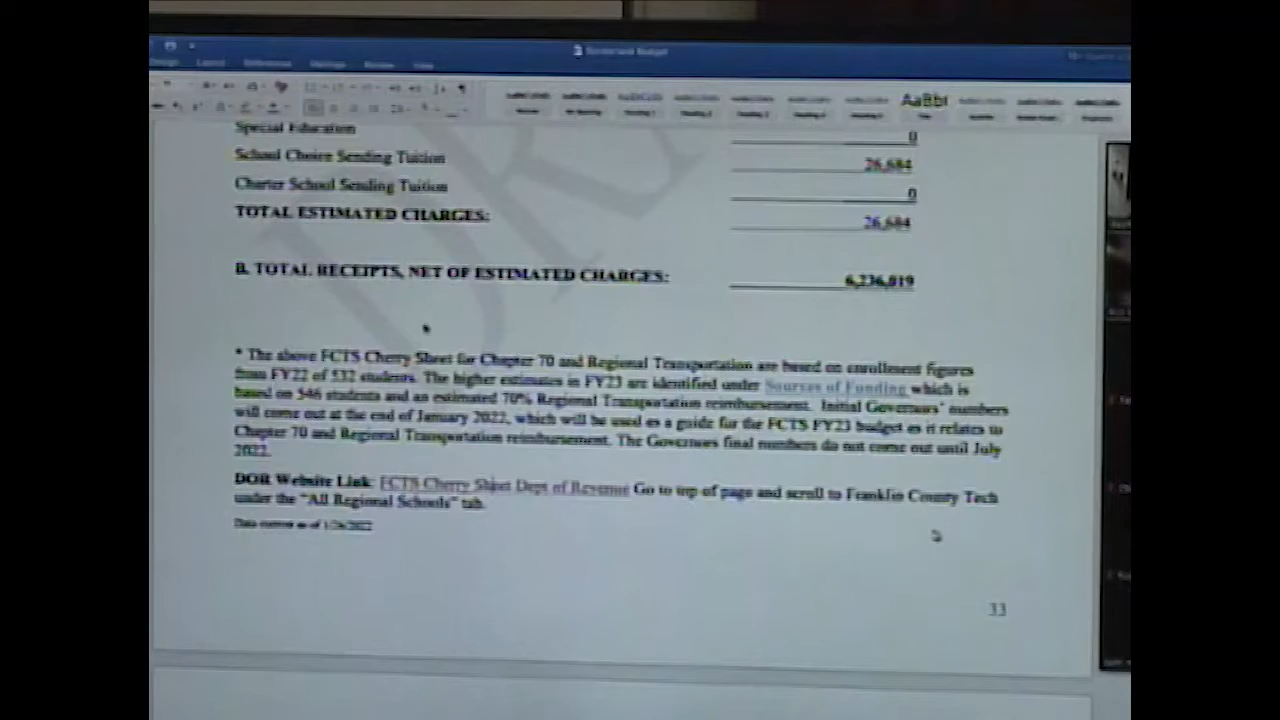 Special Education 0
School Choice Sending Tuition 26,684
Charter School Sending Tuition 0
TOTAL ESTIMATED CHARGES: 26,684
B. TOTAL RECEIPTS, NET OF ESTIMATED CHARGES: 6,236,019
* The above FCTS Cherry Sheet for Chapter 70 and Regional Transportation are based on enrollment figures
from FY22 of 532 students. The higher estimates in FY23 are identified under Sources of Funding which is
based on 546 students and an estimated 70% Regional Transportation reimbursement. Initial Governors' numbers
will come out at the end of January 2022, which will be used as a guide for the FCTS FY23 budget as it relates to
Chapter 70 and Regional Transportation reimbursement. The Governors final numbers do not come out until July
2022.
DOR Website Link: FCTS Cherry Sheet Dept of Revenue Go to top of page and scroll to Franklin County Tech
under the "All Regional Schools" tab.
33